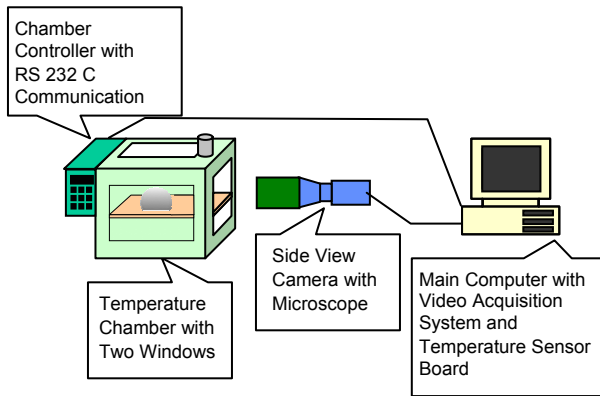 Chamber
Controller with
RS 232 C
Communication
Temperature
Chamber with
Two Windows
Side View
Camera with
Microscope
Main Computer with
Video Acquisition
System and
Temperature Sensor
Board